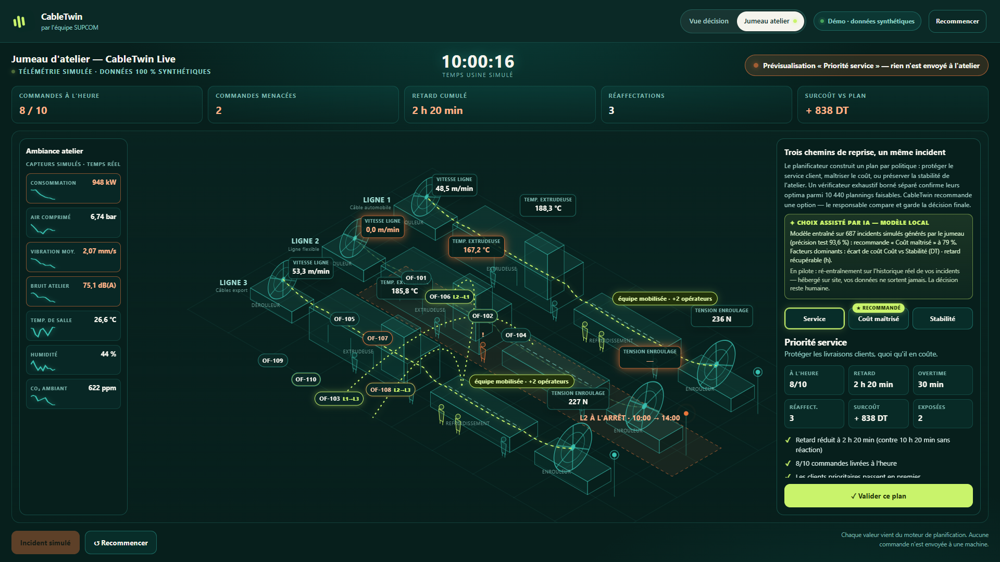 CableTwin
par l'équipe SUPCOM
Vue décision
Jumeau atelier
Démo · données synthétiques
Recommencer
Jumeau d'atelier — CableTwin Live
TÉLÉMÉTRIE SIMULÉE · DONNÉES 100 % SYNTHÉTIQUES
10:00:16
TEMPS USINE SIMULÉ
Prévisualisation « Priorité service » — rien n'est envoyé à l'atelier
COMMANDES À L'HEURE
8 / 10
COMMANDES MENACÉES
2
RETARD CUMULÉ
2 h 20 min
RÉAFFECTATIONS
3
SURCOÛT VS PLAN
+ 838 DT
Ambiance atelier
CAPTEURS SIMULÉS · TEMPS RÉEL
CONSOMMATION
948 kW
AIR COMPRIMÉ
6,74 bar
VIBRATION MOY.
2,07 mm/s
BRUIT ATELIER
75,1 dB(A)
TEMP. DE SALLE
26,6 °C
HUMIDITÉ
44 %
CO₂ AMBIANT
622 ppm
VITESSE LIGNE
48,5 m/min
LIGNE 1
Câble automobile
TEMP. EXTRUDEUSE
188,3 °C
VITESSE LIGNE
0,0 m/min
LIGNE 2
Ligne flexible
TEMP. EXTRUDEUSE
167,2 °C
VITESSE LIGNE
53,3 m/min
EXTRUDEUSE
LIGNE 3
Câbles export
OF-101
185,8 °C
OF-106 L2→L1
équipe mobilisée · +2 opérateurs
DÉROULEUR
EXTRUDEUSE
TENSION ENROULAGE
236 N
OF-105
OF-102
OF-107
!
OF-104
REFROIDISSEMENT
EXTRUDEUSE
TENSION ENROULAGE
—
OF-109
OF-110
équipe mobilisée · +2 opérateurs
ENROULEUR
OF-108 L2→L3
OF-103 L1→L3
TENSION ENROULAGE
227 N
L2 À L'ARRÊT · 10:00 → 14:00
REFROIDISSEMENT
ENROULEUR
ENROULEUR
Trois chemins de reprise, un même incident
Le planificateur construit un plan par politique : protéger le
service client, maîtriser le coût, ou préserver la stabilité de
l'atelier. Un vérificateur exhaustif borné séparé confirme leurs
optima parmi 10 440 plannings faisables. CableTwin recommande
une option — le responsable compare et garde la décision finale.
✦ CHOIX ASSISTÉ PAR IA — MODÈLE LOCAL
Modèle entraîné sur 687 incidents simulés générés par le jumeau
(précision test 93,6 %) : recommande « Coût maîtrisé » à 79 %.
Facteurs dominants : écart de coût Coût vs Stabilité (DT) · retard
récupérable (h).
En pilote : ré-entraînement sur l'historique réel de vos incidents
— hébergé sur site, vos données ne sortent jamais. La décision
reste humaine.
★ RECOMMANDÉ
Service
Coût maîtrisé
Stabilité
Priorité service
Protéger les livraisons clients, quoi qu'il en coûte.
À L'HEURE
8/10
RETARD
2 h 20 min
OVERTIME
30 min
RÉAFFECT.
3
SURCOÛT
+ 838 DT
EXPOSÉES
2
✓ Retard réduit à 2 h 20 min (contre 10 h 20 min sans
réaction)
✓ 8/10 commandes livrées à l'heure
✓ Les clients prioritaires passent en premier
✓ Valider ce plan
Incident simulé
↺ Recommencer
Chaque valeur vient du moteur de planification. Aucune
commande n'est envoyée à une machine.